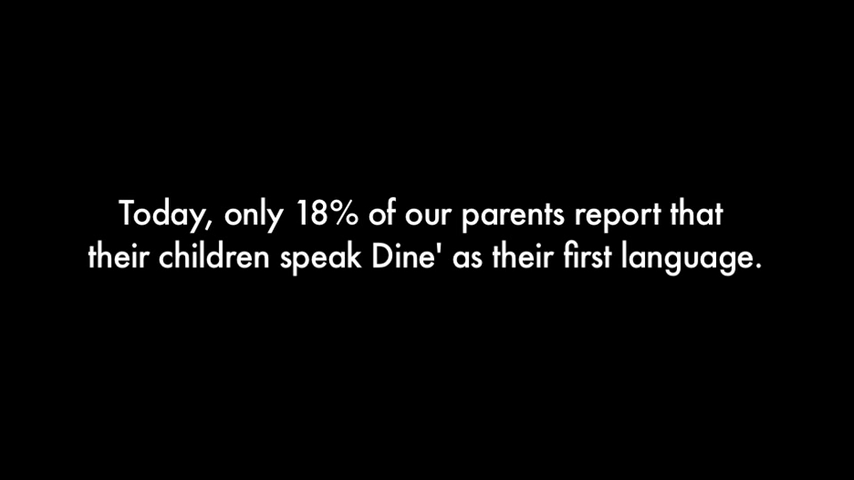 Today, only 18% of our parents report that
their children speak Dine' as their first language.